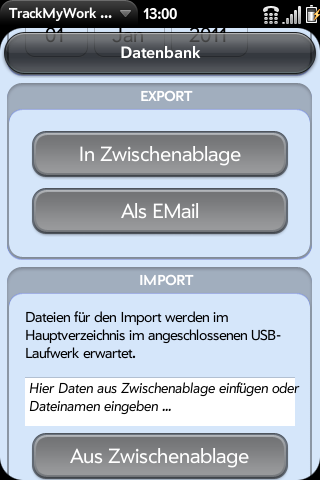 TrackMyWork ...
13:00
01 Jan 2011
Datenbank
EXPORT
In Zwischenablage
Als EMail
IMPORT
Dateien für den Import werden im
Hauptverzeichnis im angeschlossenen USB-
Laufwerk erwartet.
Hier Daten aus Zwischenablage einfügen oder
Dateinamen eingeben ...
Aus Zwischenablage